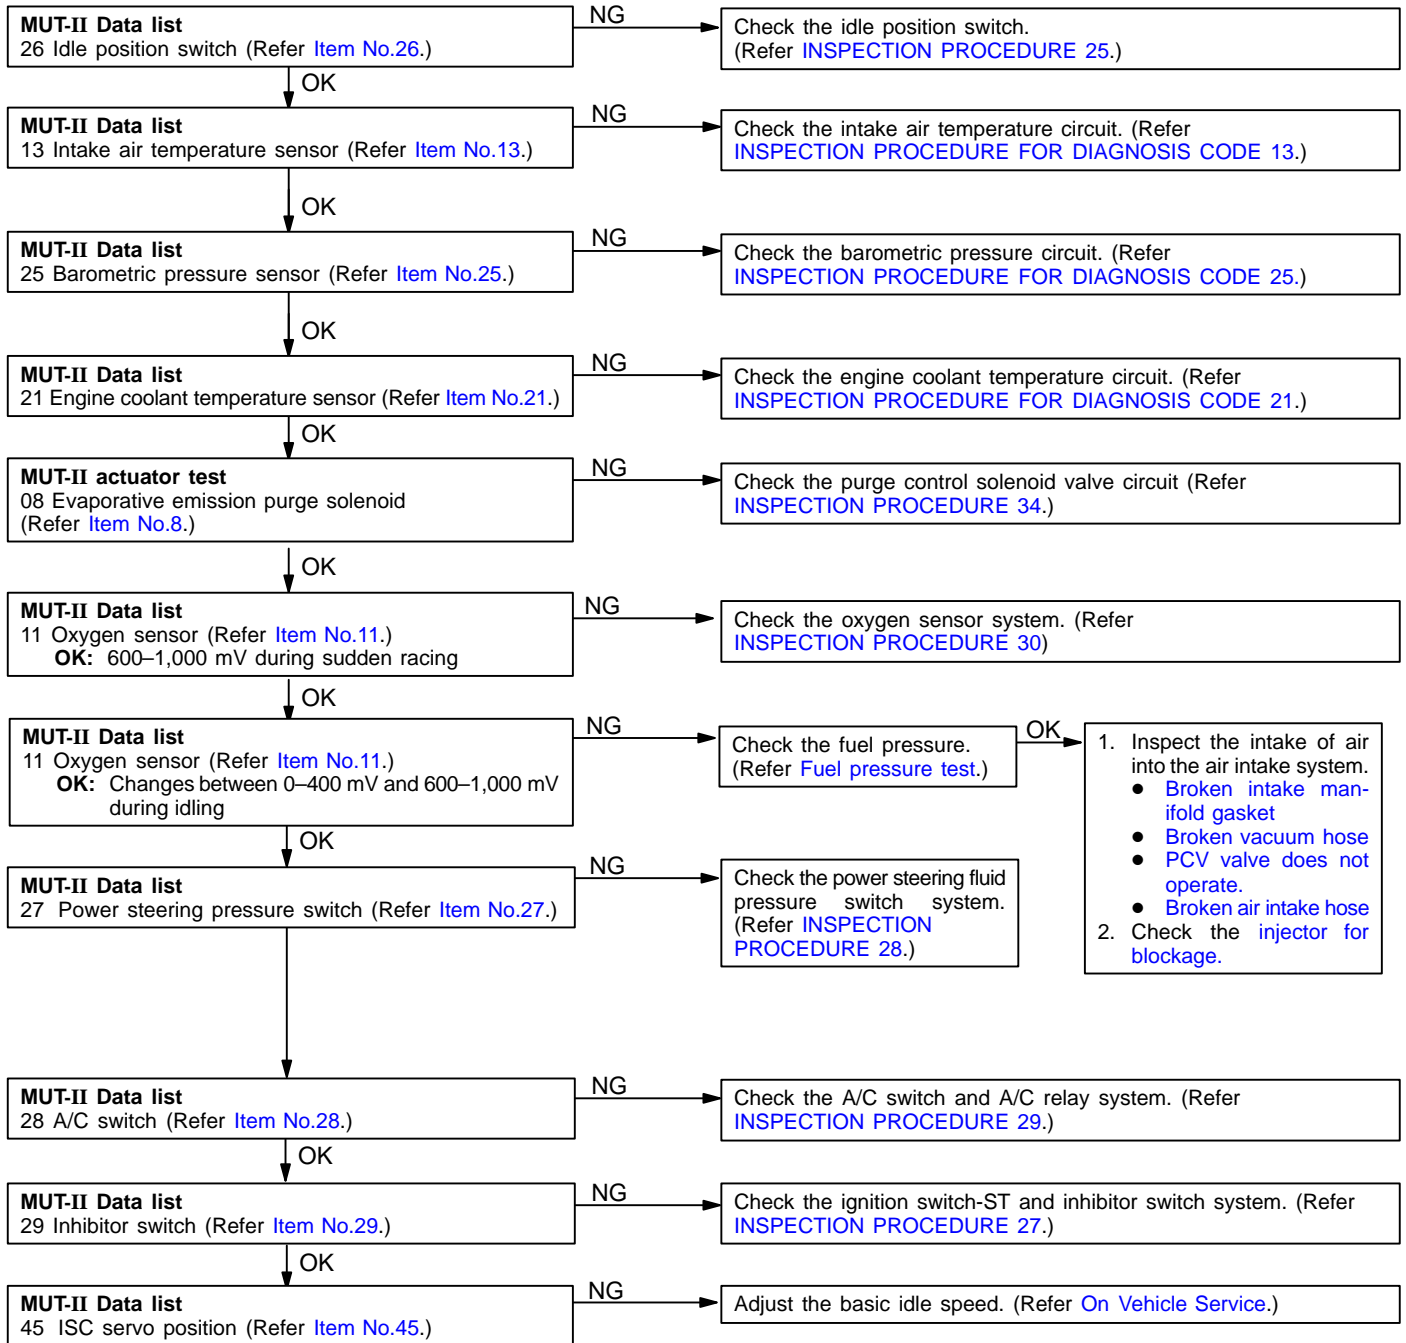 MUT-II Data list
26 Idle position switch (Refer Item No.26.)
NG
Check the idle position switch.
(Refer INSPECTION PROCEDURE 25.)
OK
MUT-II Data list
13 Intake air temperature sensor (Refer Item No.13.)
NG
Check the intake air temperature circuit. (Refer
INSPECTION PROCEDURE FOR DIAGNOSIS CODE 13.)
OK
MUT-II Data list
25 Barometric pressure sensor (Refer Item No.25.)
NG
Check the barometric pressure circuit. (Refer
INSPECTION PROCEDURE FOR DIAGNOSIS CODE 25.)
OK
MUT-II Data list
21 Engine coolant temperature sensor (Refer Item No.21.)
NG
Check the engine coolant temperature circuit. (Refer
INSPECTION PROCEDURE FOR DIAGNOSIS CODE 21.)
OK
MUT-II actuator test
08 Evaporative emission purge solenoid
(Refer Item No.8.)
NG
Check the purge control solenoid valve circuit (Refer
INSPECTION PROCEDURE 34.)
OK
MUT-II Data list
11 Oxygen sensor (Refer Item No.11.)
OK: 600–1,000 mV during sudden racing
NG
Check the oxygen sensor system. (Refer
INSPECTION PROCEDURE 30)
OK
MUT-II Data list
11 Oxygen sensor (Refer Item No.11.)
OK: Changes between 0–400 mV and 600–1,000 mV
during idling
NG
Check the fuel pressure.
(Refer Fuel pressure test.)
OK
1. Inspect the intake of air
into the air intake system.
● Broken intake man-
ifold gasket
● Broken vacuum hose
● PCV valve does not
operate.
● Broken air intake hose
2. Check the injector for
blockage.
OK
MUT-II Data list
27 Power steering pressure switch (Refer Item No.27.)
NG
Check the power steering fluid
pressure switch system.
(Refer INSPECTION
PROCEDURE 28.)
MUT-II Data list
28 A/C switch (Refer Item No.28.)
NG
Check the A/C switch and A/C relay system. (Refer
INSPECTION PROCEDURE 29.)
OK
MUT-II Data list
29 Inhibitor switch (Refer Item No.29.)
NG
Check the ignition switch-ST and inhibitor switch system. (Refer
INSPECTION PROCEDURE 27.)
OK
MUT-II Data list
45 ISC servo position (Refer Item No.45.)
NG
Adjust the basic idle speed. (Refer On Vehicle Service.)